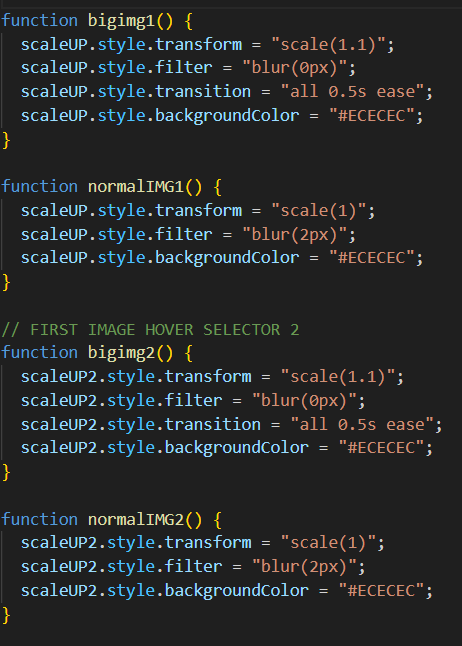 function bigimg1() {
  scaleUP.style.transform = "scale(1.1)";
  scaleUP.style.filter = "blur(0px)";
  scaleUP.style.transition = "all 0.5s ease";
  scaleUP.style.backgroundColor = "#ECECEC";
}

function normalIMG1() {
  scaleUP.style.transform = "scale(1)";
  scaleUP.style.filter = "blur(2px)";
  scaleUP.style.backgroundColor = "#ECECEC";
}

// FIRST IMAGE HOVER SELECTOR 2
function bigimg2() {
  scaleUP2.style.transform = "scale(1.1)";
  scaleUP2.style.filter = "blur(0px)";
  scaleUP2.style.transition = "all 0.5s ease";
  scaleUP2.style.backgroundColor = "#ECECEC";
}

function normalIMG2() {
  scaleUP2.style.transform = "scale(1)";
  scaleUP2.style.filter = "blur(2px)";
  scaleUP2.style.backgroundColor = "#ECECEC";
}